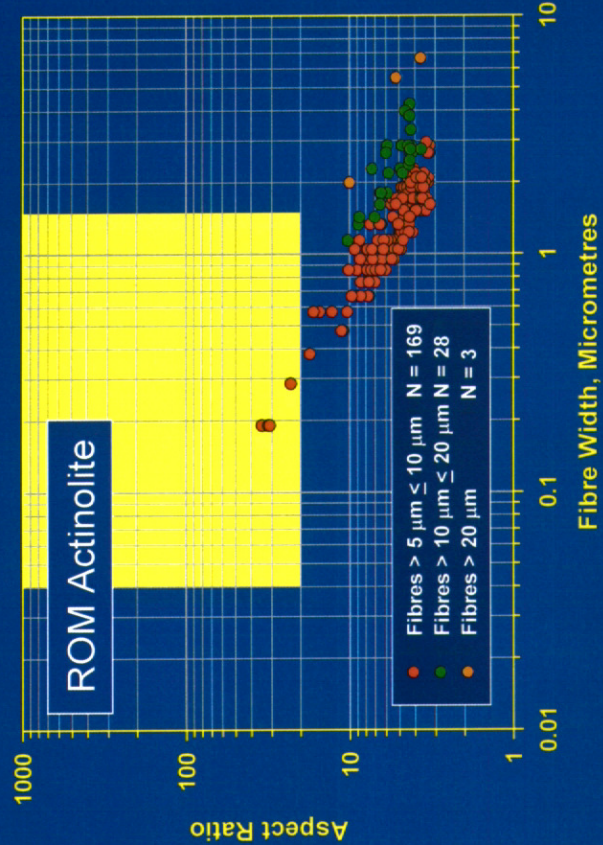 ROM Actinolite
1000
100
10
1
Aspect Ratio
Fibres > 5 μm ≤ 10 μm N = 169
Fibres > 10 μm ≤ 20 μm N = 28
Fibres > 20 μm N = 3
0.01
0.1
1
10
Fibre Width, Micrometres